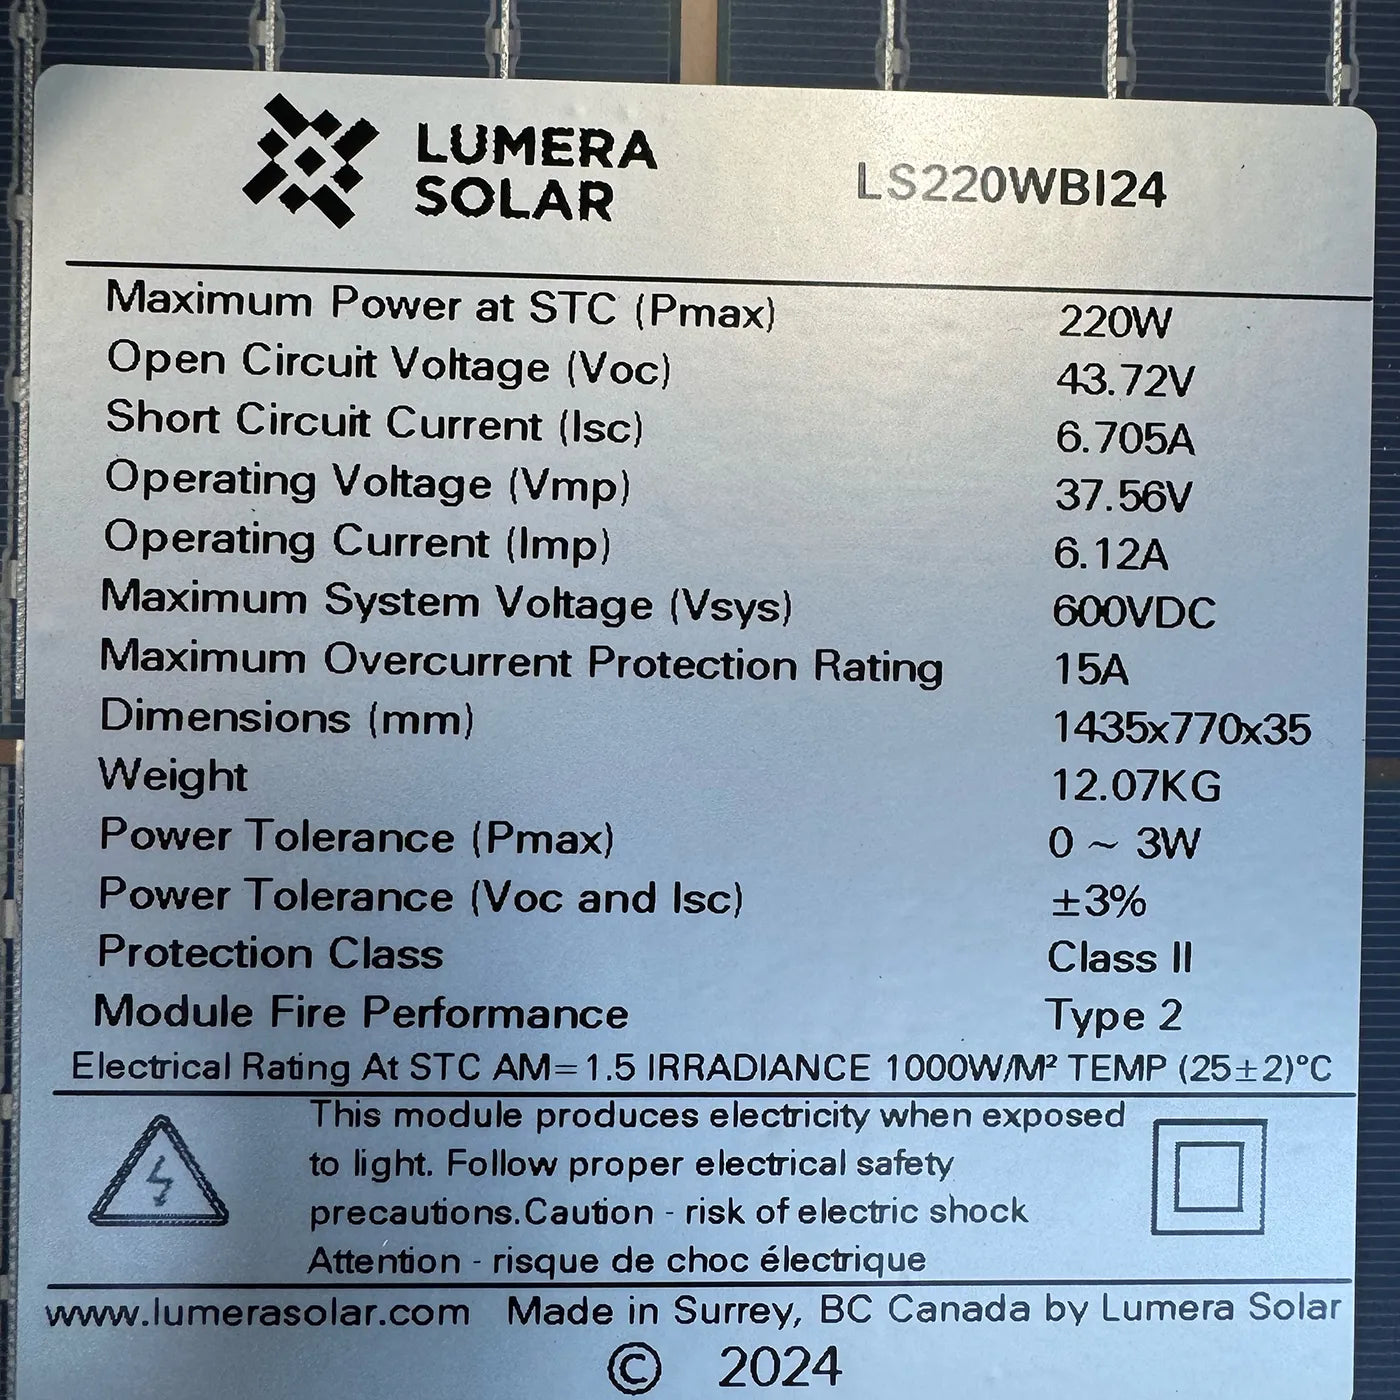 LUMERA
SOLAR
LS220WBI24
Maximum Power at STC (Pmax) 220W
Open Circuit Voltage (Voc) 43.72V
Short Circuit Current (Isc) 6.705A
Operating Voltage (Vmp) 37.56V
Operating Current (Imp) 6.12A
Maximum System Voltage (Vsys) 600VDC
Maximum Overcurrent Protection Rating 15A
Dimensions (mm) 1435x770x35
Weight 12.07KG
Power Tolerance (Pmax) 0 ~ 3W
Power Tolerance (Voc and Isc) ±3%
Protection Class Class II
Module Fire Performance Type 2
Electrical Rating At STC AM=1.5 IRRADIANCE 1000W/M² TEMP (25±2)°C
This module produces electricity when exposed
to light. Follow proper electrical safety
precautions.Caution - risk of electric shock
Attention - risque de choc électrique
www.lumerasolar.com Made in Surrey, BC Canada by Lumera Solar
© 2024